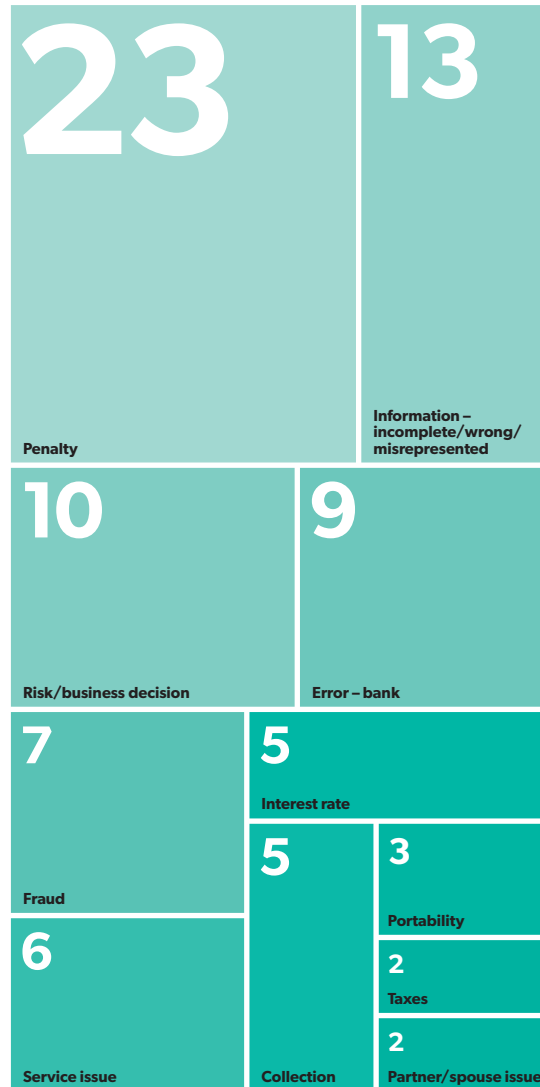 23
Penalty
13
Information –
incomplete/wrong/
misrepresented
10
Risk/business decision
9
Error – bank
7
Fraud
5
Interest rate
5
Collection
3
Portability
6
Service issue
2
Taxes
2
Partner/spouse issue